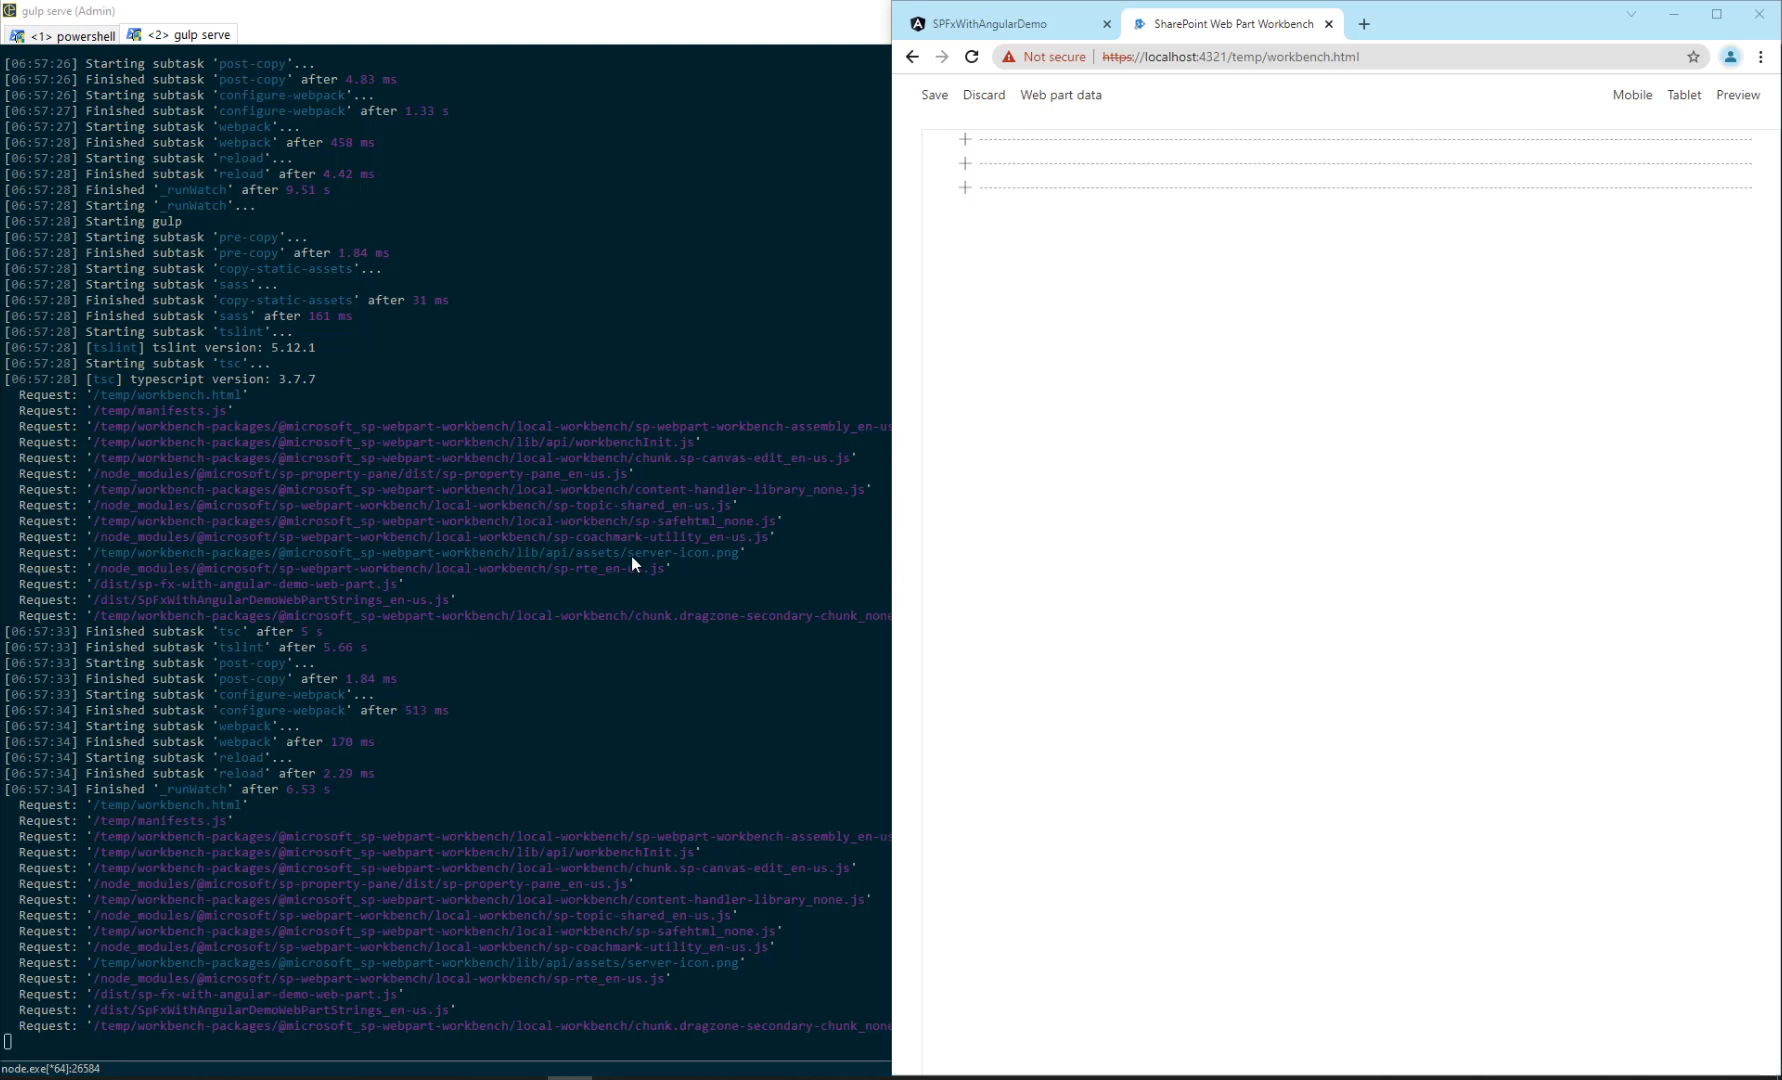 gulp serve (Admin)
<1> powershell
<2> gulp serve
[06:57:26] Starting subtask 'post-copy'...
[06:57:26] Finished subtask 'post-copy' after 4.83 ms
[06:57:26] Starting subtask 'configure-webpack'...
[06:57:27] Finished subtask 'configure-webpack' after 1.33 s
[06:57:27] Starting subtask 'webpack'...
[06:57:28] Finished subtask 'webpack' after 458 ms
[06:57:28] Starting subtask 'reload'...
[06:57:28] Finished subtask 'reload' after 4.42 ms
[06:57:28] Finished '_runWatch' after 9.51 s
[06:57:28] Starting '_runWatch'...
[06:57:28] Starting gulp
[06:57:28] Starting subtask 'pre-copy'...
[06:57:28] Finished subtask 'pre-copy' after 1.84 ms
[06:57:28] Starting subtask 'copy-static-assets'...
[06:57:28] Starting subtask 'sass'...
[06:57:28] Finished subtask 'copy-static-assets' after 31 ms
[06:57:28] Finished subtask 'sass' after 161 ms
[06:57:28] Starting subtask 'tslint'...
[06:57:28] [tslint] tslint version: 5.12.1
[06:57:28] Starting subtask 'tsc'...
[06:57:28] [tsc] typescript version: 3.7.7
Request: '/temp/workbench.html'
Request: '/temp/manifests.js'
Request: '/temp/workbench-packages/@microsoft_sp-webpart-workbench/local-workbench/sp-webpart-workbench-assembly_en-us
Request: '/temp/workbench-packages/@microsoft_sp-webpart-workbench/lib/api/workbenchInit.js'
Request: '/temp/workbench-packages/@microsoft_sp-webpart-workbench/local-workbench/chunk.sp-canvas-edit_en-us.js'
Request: '/node_modules/@microsoft/sp-property-pane/dist/sp-property-pane_en-us.js'
Request: '/temp/workbench-packages/@microsoft_sp-webpart-workbench/local-workbench/content-handler-library_none.js'
Request: '/node_modules/@microsoft/sp-webpart-workbench/local-workbench/sp-topic-shared_en-us.js'
Request: '/temp/workbench-packages/@microsoft_sp-webpart-workbench/local-workbench/sp-safehtml_none.js'
Request: '/node_modules/@microsoft/sp-webpart-workbench/local-workbench/sp-coachmark-utility_en-us.js'
Request: '/temp/workbench-packages/@microsoft_sp-webpart-workbench/lib/api/assets/server-icon.png'
Request: '/node_modules/@microsoft/sp-webpart-workbench/local-workbench/sp-rte_en-us.js'
Request: '/dist/sp-fx-with-angular-demo-web-part.js'
Request: '/dist/SpFxWithAngularDemoWebPartStrings_en-us.js'
Request: '/temp/workbench-packages/@microsoft_sp-webpart-workbench/local-workbench/chunk.dragzone-secondary-chunk_none
[06:57:33] Finished subtask 'tsc' after 5 s
[06:57:33] Finished subtask 'tslint' after 5.66 s
[06:57:33] Starting subtask 'post-copy'...
[06:57:33] Finished subtask 'post-copy' after 1.84 ms
[06:57:33] Starting subtask 'configure-webpack'...
[06:57:34] Finished subtask 'configure-webpack' after 513 ms
[06:57:34] Starting subtask 'webpack'...
[06:57:34] Finished subtask 'webpack' after 170 ms
[06:57:34] Starting subtask 'reload'...
[06:57:34] Finished subtask 'reload' after 2.29 ms
[06:57:34] Finished '_runWatch' after 6.53 s
Request: '/temp/workbench.html'
Request: '/temp/manifests.js'
Request: '/temp/workbench-packages/@microsoft_sp-webpart-workbench/local-workbench/sp-webpart-workbench-assembly_en-us
Request: '/temp/workbench-packages/@microsoft_sp-webpart-workbench/lib/api/workbenchInit.js'
Request: '/temp/workbench-packages/@microsoft_sp-webpart-workbench/local-workbench/chunk.sp-canvas-edit_en-us.js'
Request: '/node_modules/@microsoft/sp-property-pane/dist/sp-property-pane_en-us.js'
Request: '/temp/workbench-packages/@microsoft_sp-webpart-workbench/local-workbench/content-handler-library_none.js'
Request: '/node_modules/@microsoft/sp-webpart-workbench/local-workbench/sp-topic-shared_en-us.js'
Request: '/temp/workbench-packages/@microsoft_sp-webpart-workbench/local-workbench/sp-safehtml_none.js'
Request: '/node_modules/@microsoft/sp-webpart-workbench/local-workbench/sp-coachmark-utility_en-us.js'
Request: '/temp/workbench-packages/@microsoft_sp-webpart-workbench/lib/api/assets/server-icon.png'
Request: '/node_modules/@microsoft/sp-webpart-workbench/local-workbench/sp-rte_en-us.js'
Request: '/dist/sp-fx-with-angular-demo-web-part.js'
Request: '/dist/SpFxWithAngularDemoWebPartStrings_en-us.js'
Request: '/temp/workbench-packages/@microsoft_sp-webpart-workbench/local-workbench/chunk.dragzone-secondary-chunk_none
node.exe[*64]:26584
SPFxWithAngularDemo
SharePoint Web Part Workbench
Not secure
https://localhost:4321/temp/workbench.html
Save Discard Web part data
Mobile Tablet Preview